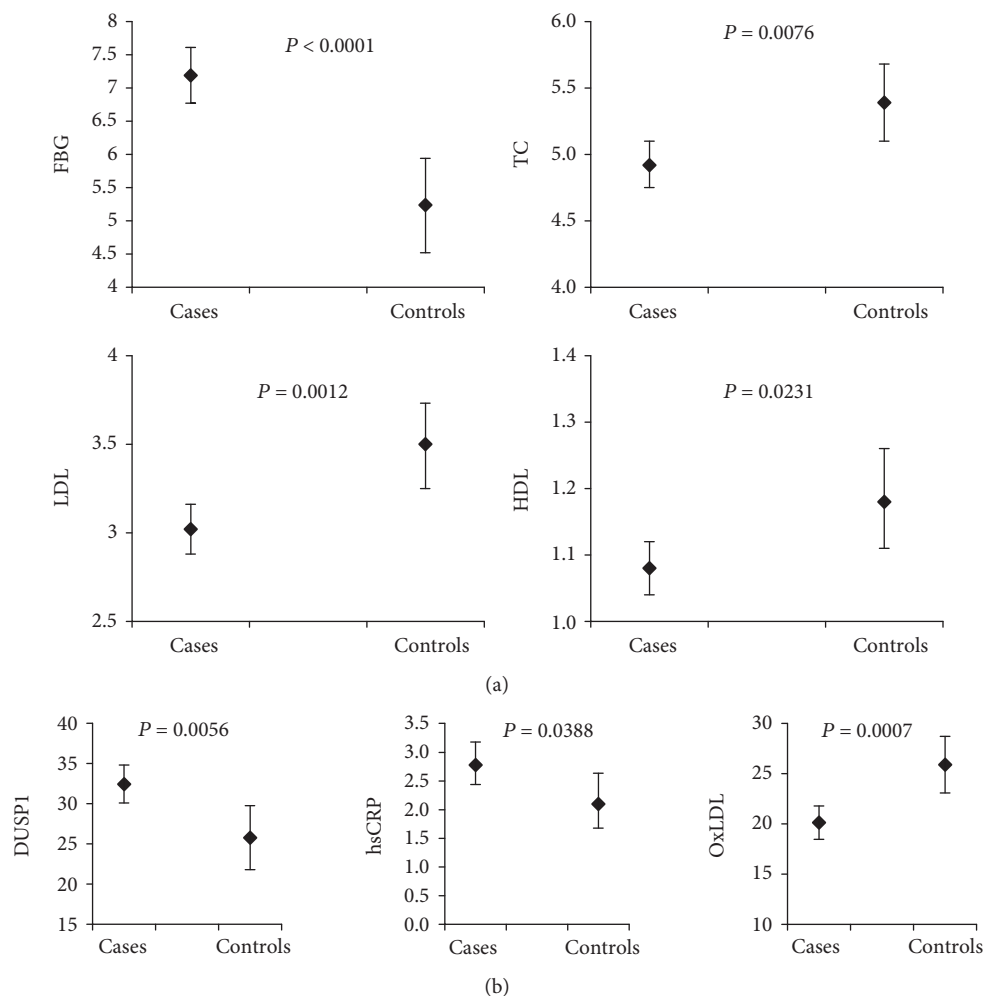 P < 0.0001
FBG
8
7.5
7
6.5
6
5.5
5
4.5
4
Cases
Controls
P = 0.0076
TC
6.0
5.5
5.0
4.5
4.0
Cases
Controls
P = 0.0012
LDL
4
3.5
3
2.5
Cases
Controls
P = 0.0231
HDL
1.4
1.3
1.2
1.1
1.0
Cases
Controls
(a)
P = 0.0056
DUSP1
40
35
30
25
20
15
Cases
Controls
P = 0.0388
hsCRP
3.5
3.0
2.5
2.0
1.5
1.0
0.5
0.0
Cases
Controls
P = 0.0007
OxLDL
30
25
20
15
10
Cases
Controls
(b)